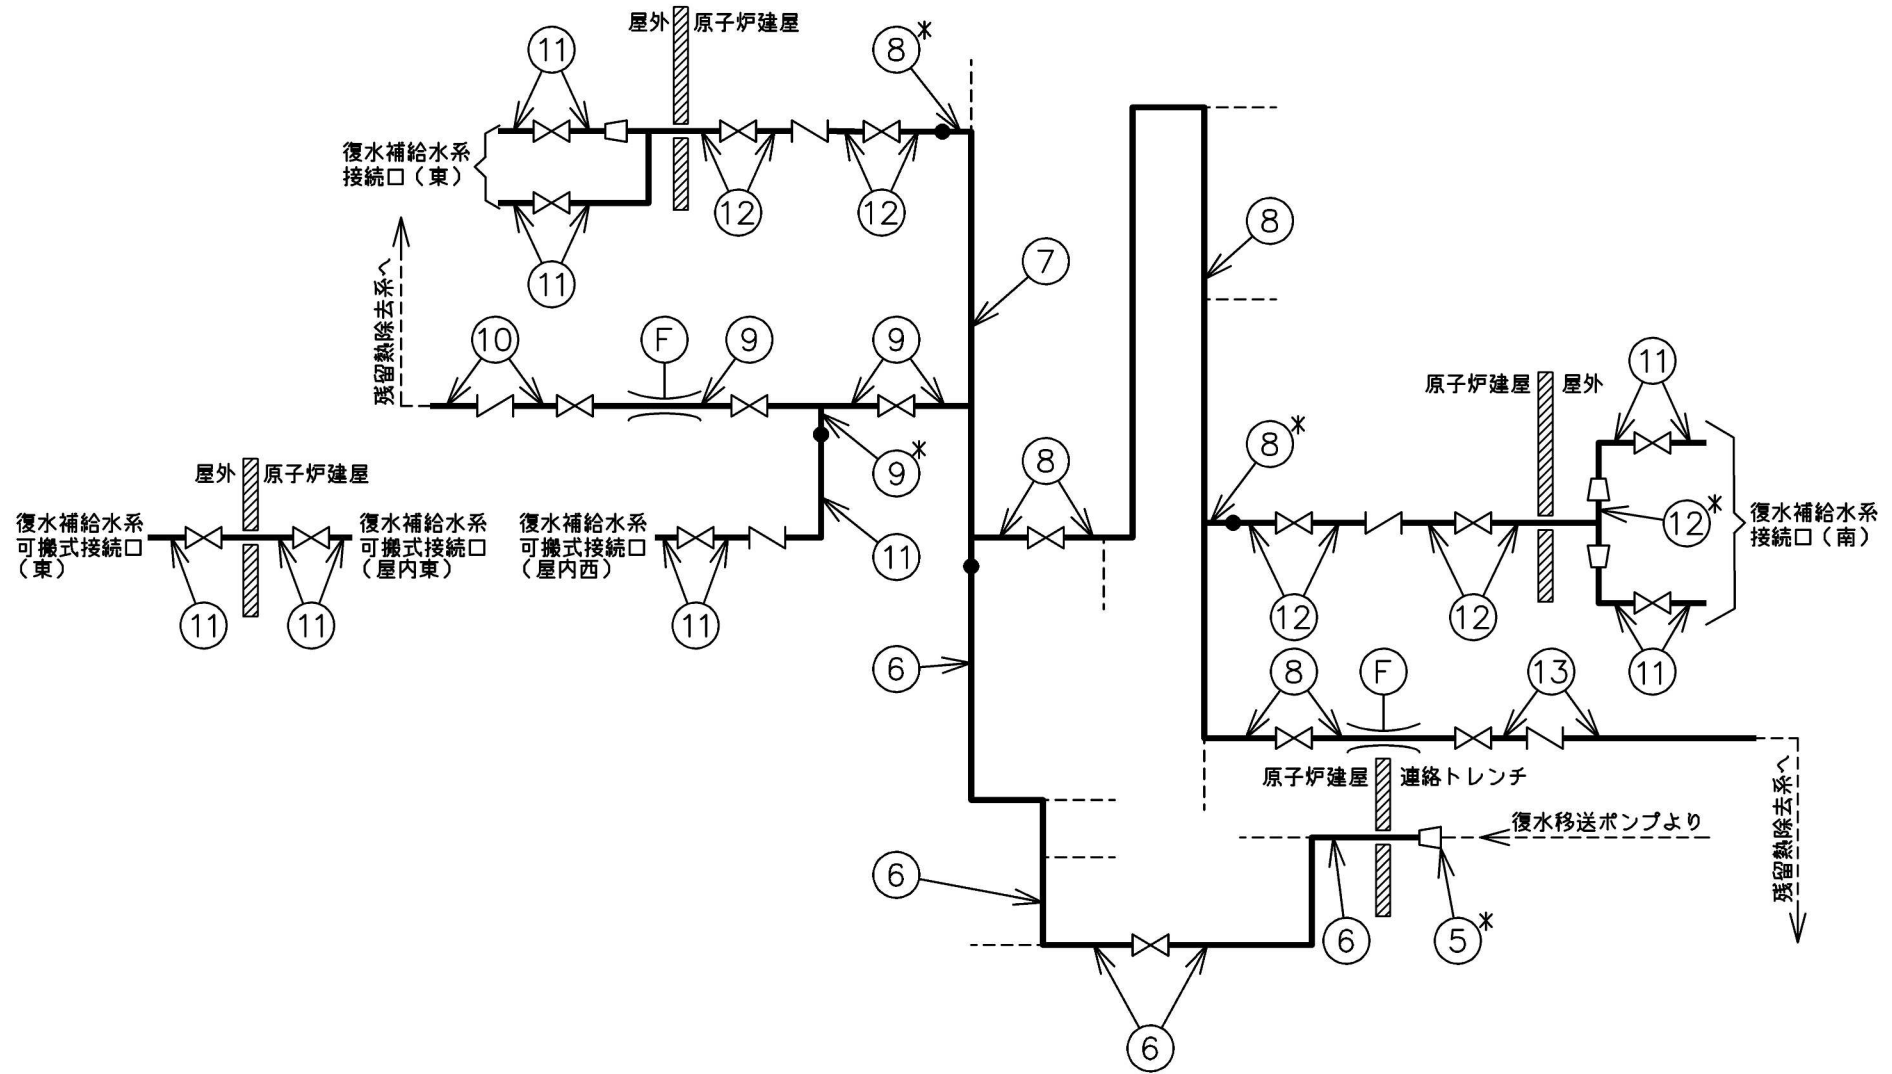 屋外 原子炉建屋
⑪
⑧*
復水補給水系
接続口(東)
⑫ ⑫
⑪
⑧
⑦
残留熱除去系へ
⑩ F ⑨ ⑨
⑪
原子炉建屋 屋外
⑧*
⑧
⑨*
屋外 原子炉建屋
復水補給水系
可搬式接続口
(東)
復水補給水系
可搬式接続口
(屋内東)
復水補給水系
可搬式接続口
(屋内西)
⑪
⑫*
復水補給水系
接続口(南)
⑪ ⑪ ⑪
⑫ ⑫
⑪
⑥
⑧ F ⑬
原子炉建屋 連絡トレンチ
復水移送ポンプより
残留熱除去系へ
⑥
⑥ ⑤*
⑥